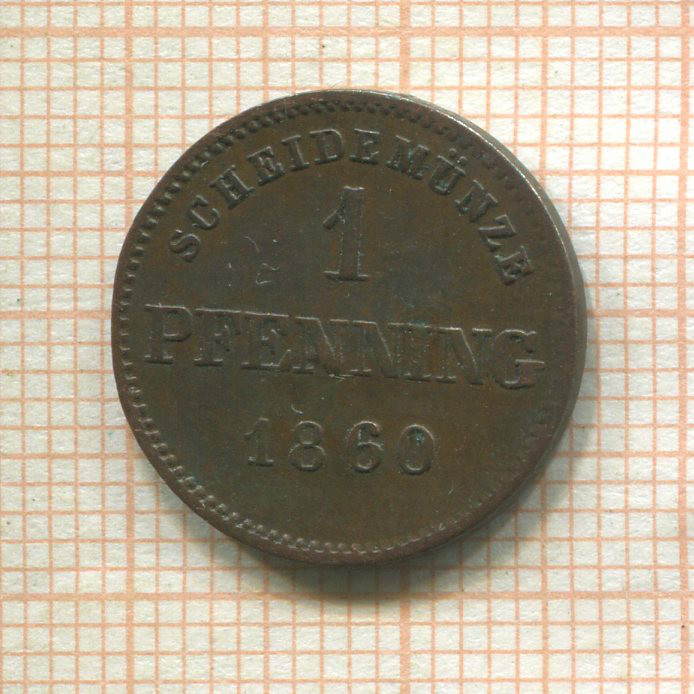 SCHEIDEMÜNZE
1
PFENNING
1860